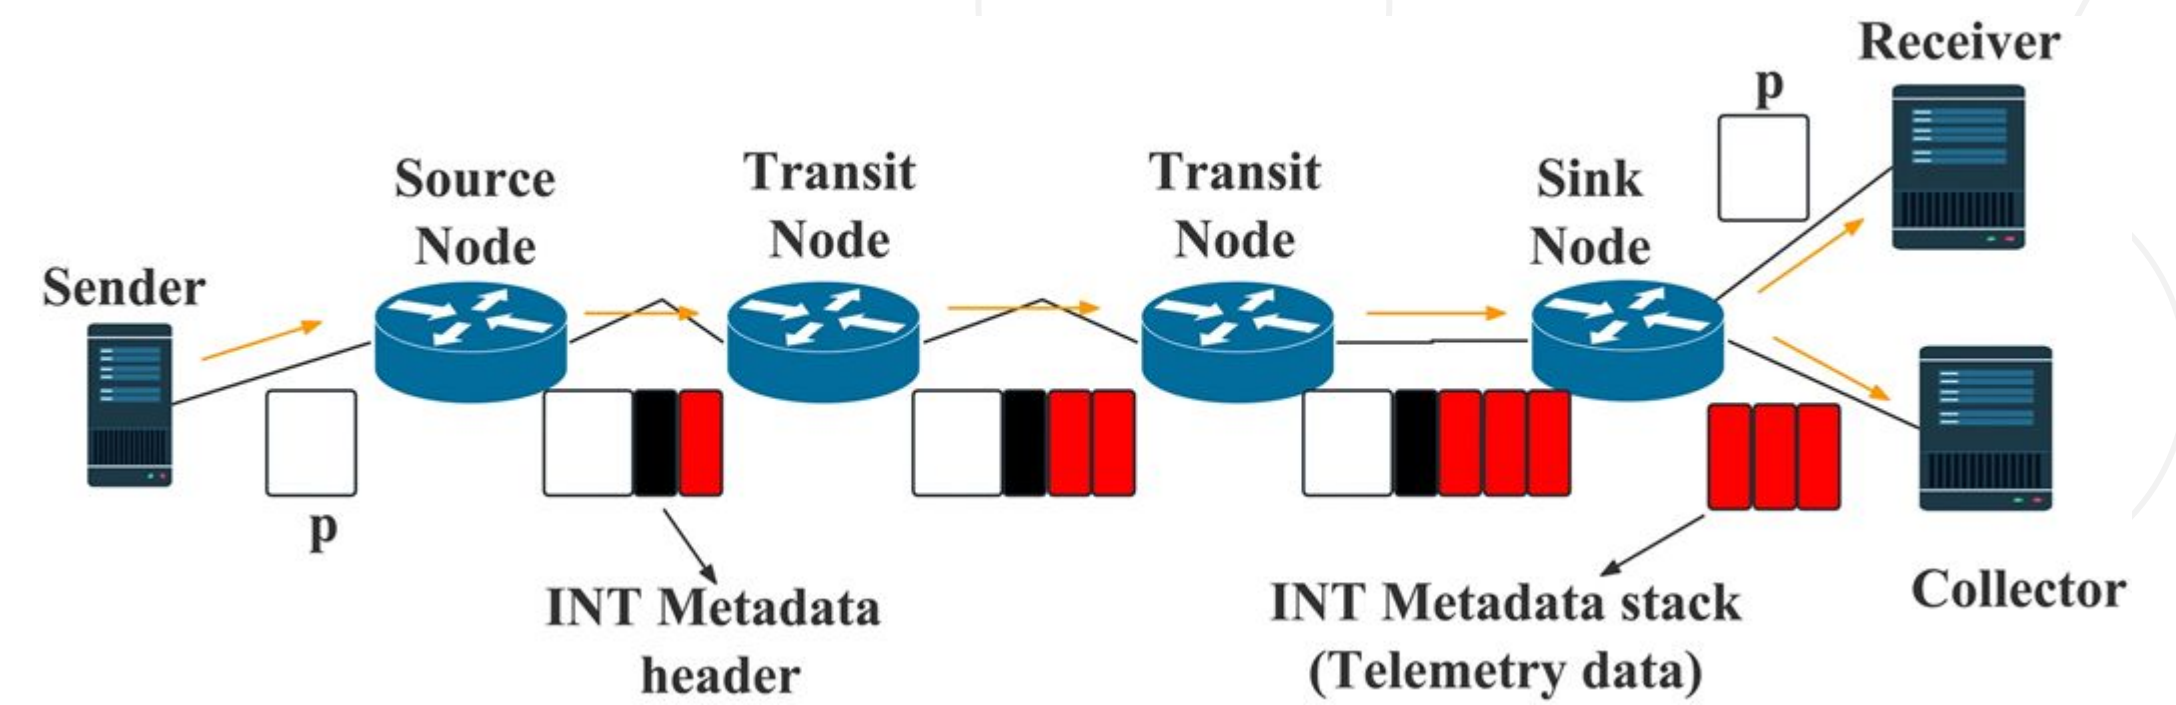 Receiver
p
Source
Node
Transit
Node
Transit
Node
Sink
Node
Sender
p
INT Metadata
header
INT Metadata stack
(Telemetry data)
Collector